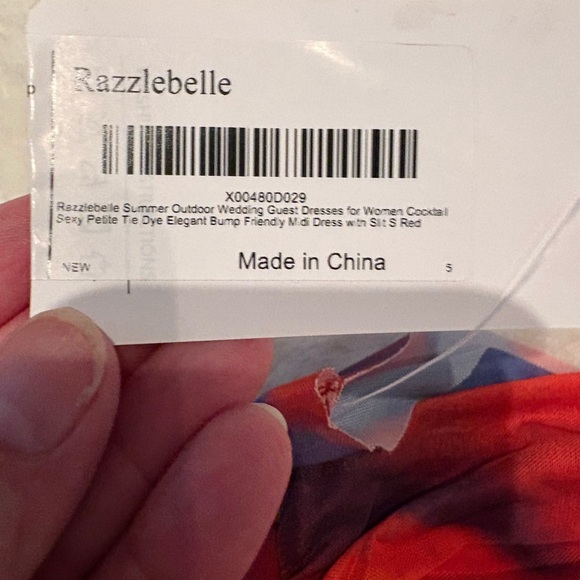 Razzlebelle
X00480D029
Razzlebelle Summer Outdoor Wedding Guest Dresses for Women Cocktail
Sexy Petite Tie Dye Elegant Bump Friendly Midi Dress with Slit S Red
NEW
Made in China
5